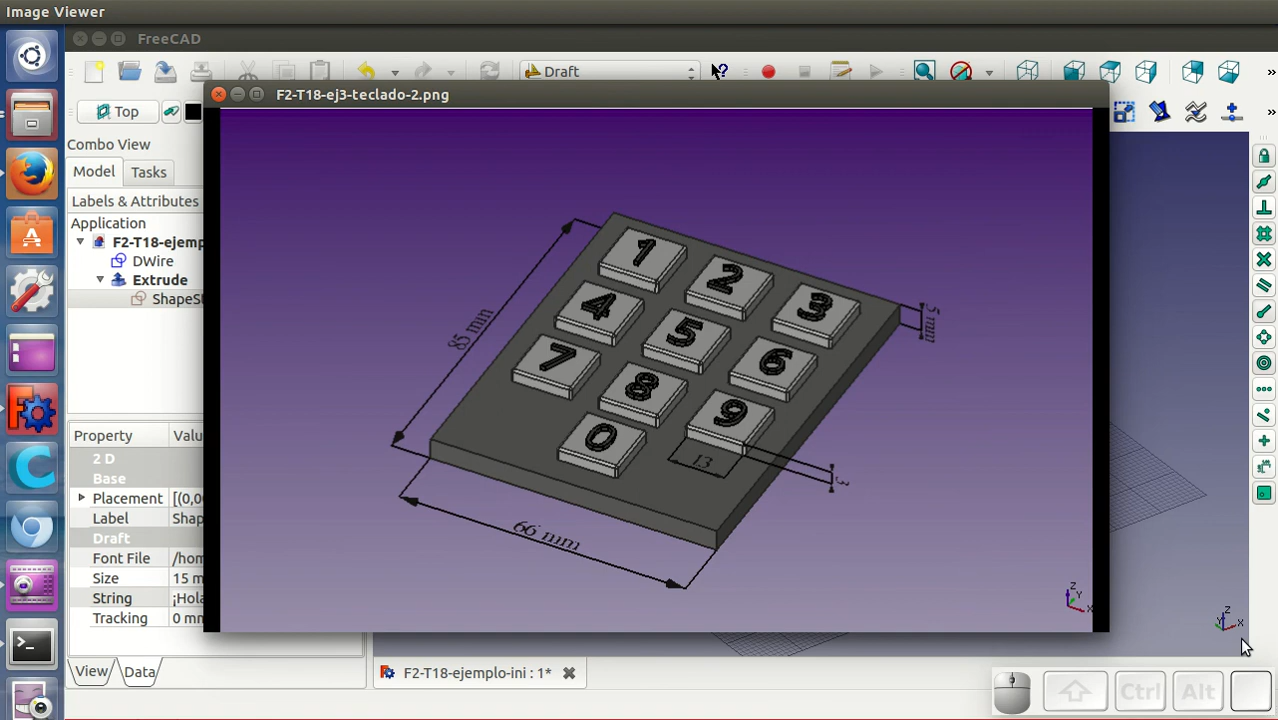 Image Viewer
FreeCAD
Draft
Top
F2-T18-ej3-teclado-2.png
Combo View
Model
Tasks
Labels & Attributes
Application
F2-T18-ejemp
DWire
Extrude
ShapeSt
1
2
3
4
5
6
7
8
9
0
85 mm
5 mm
13
3
66 mm
Z
Y
X
Z
Y
X
Property
Valu
2 D
Base
Placement
[(0,0
Label
Shap
Draft
Font File
/hom
Size
15 m
String
¡Hola
Tracking
0 mm
View
Data
F2-T18-ejemplo-ini : 1*
Ctrl
Alt